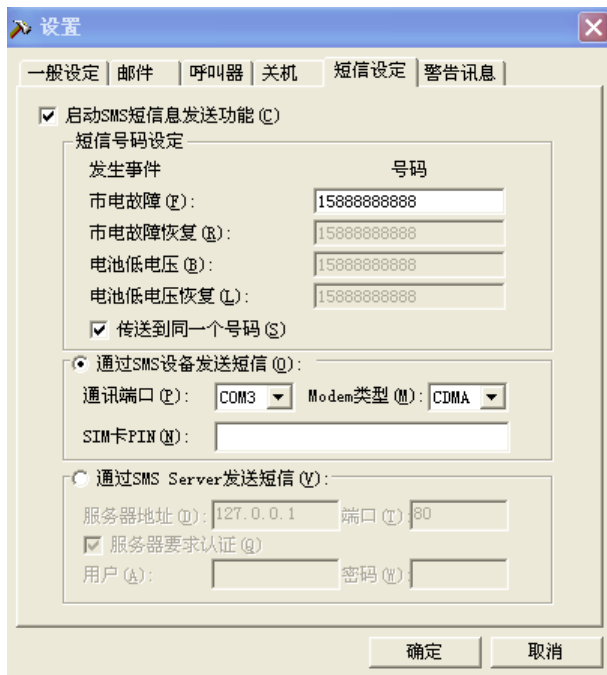 设置
一般设定 邮件 呼叫器 关机 短信设定 警告讯息
启动SMS短信息发送功能(C)
短信号码设定
发生事件 号码
市电故障(F): 15888888888
市电故障恢复(R): 15888888888
电池低电压(B): 15888888888
电池低电压恢复(L): 15888888888
传送到同一个号码(S)
通过SMS设备发送短信(O):
通讯端口(P): COM3 Modem类型(M): CDMA
SIM卡PIN(N):
通过SMS Server发送短信(V):
服务器地址(D): 127.0.0.1 端口(T): 80
服务器要求认证(Q)
用户(A): 密码(W):
确定 取消